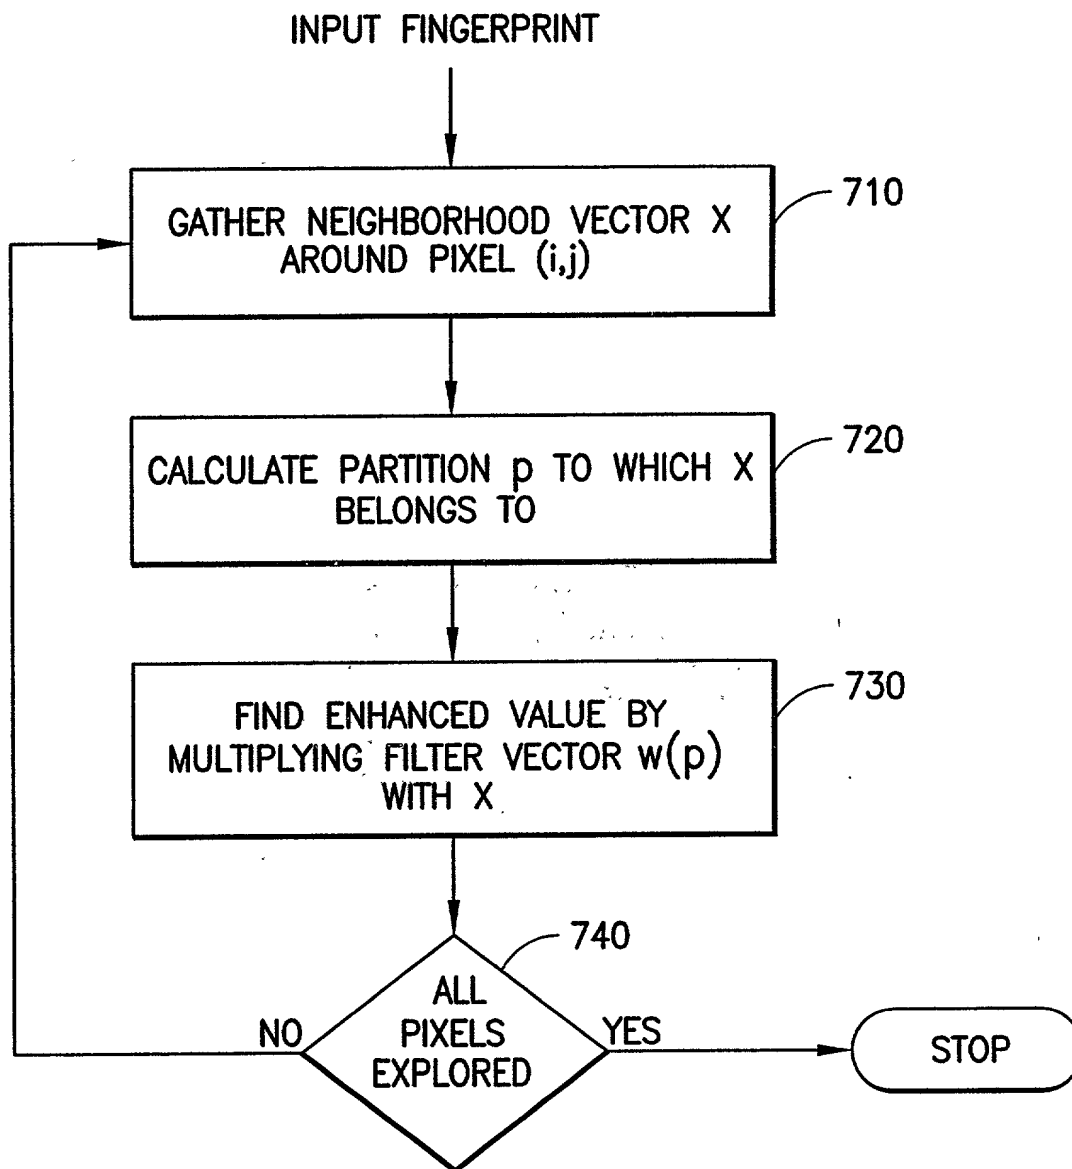 INPUT FINGERPRINT
710
GATHER NEIGHBORHOOD VECTOR X
AROUND PIXEL (i,j)
720
CALCULATE PARTITION p TO WHICH X
BELONGS TO
730
FIND ENHANCED VALUE BY
MULTIPLYING FILTER VECTOR w(p)
WITH X
740
ALL
PIXELS
EXPLORED
NO
YES
STOP